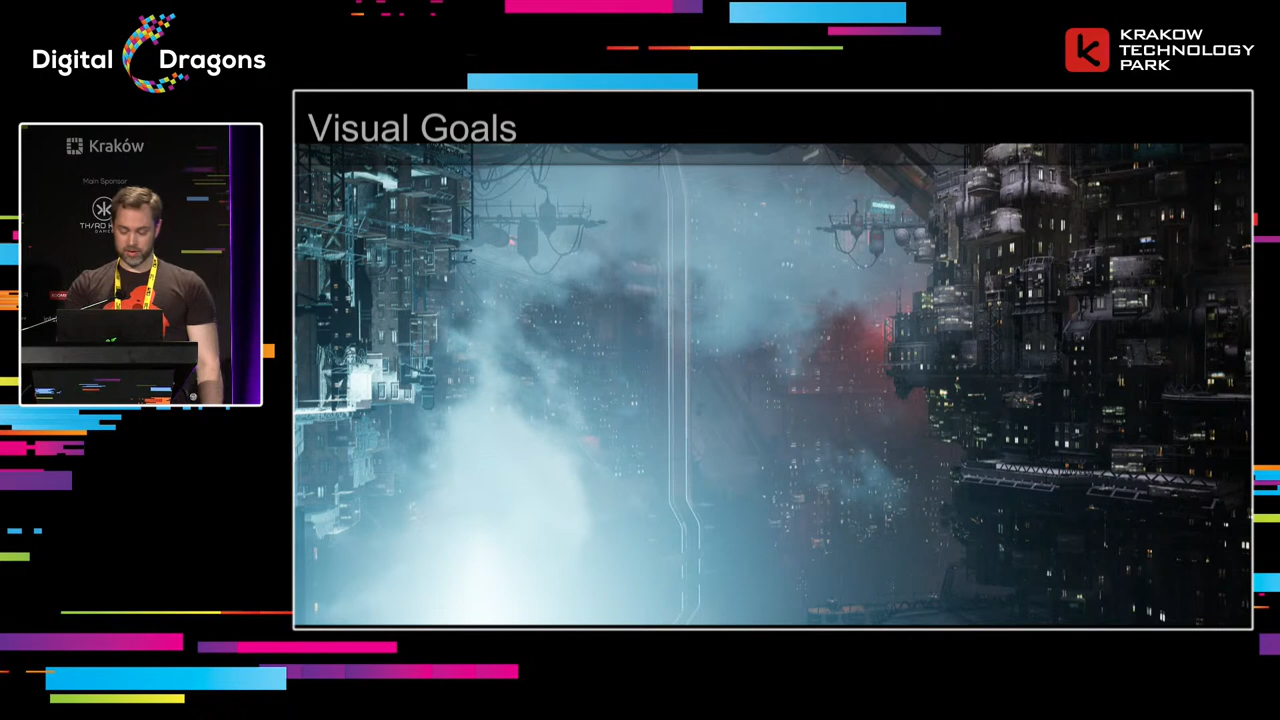 Digital Dragons
KRAKOW
TECHNOLOGY
PARK
Visual Goals
Kraków
Main Sponsor